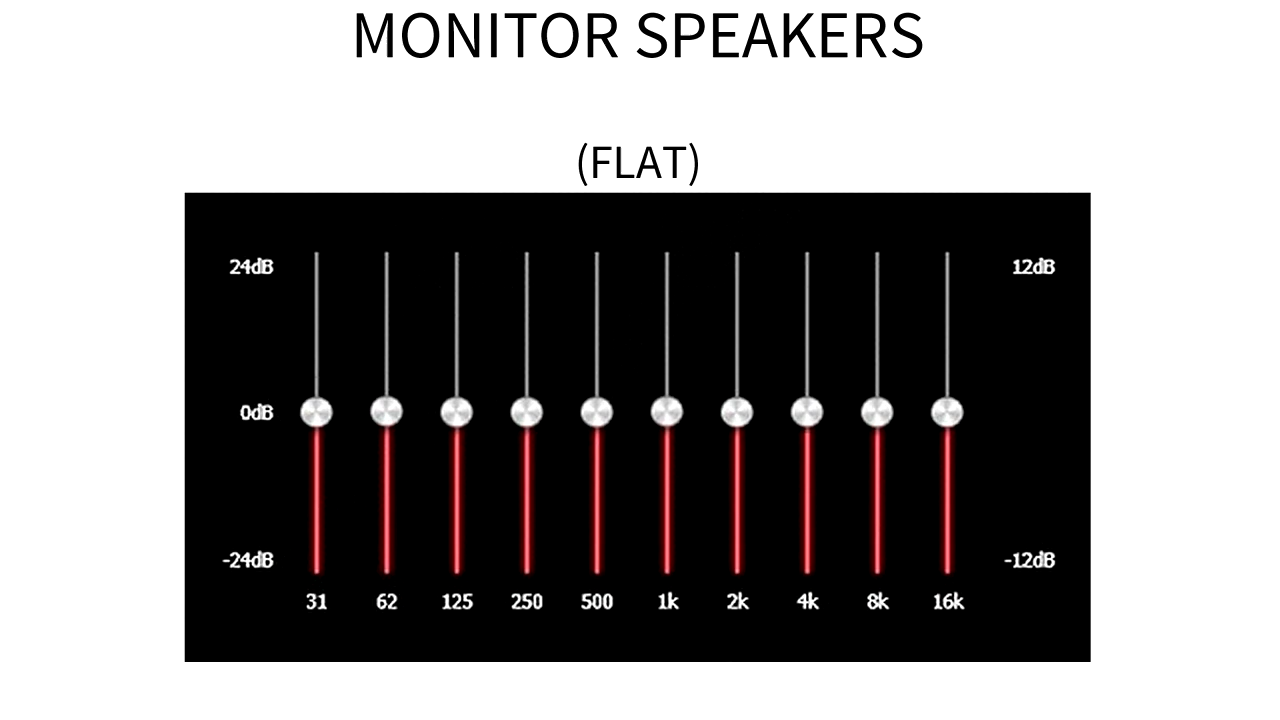 MONITOR SPEAKERS
(FLAT)
24dB 12dB
0dB
-24dB -12dB
31 62 125 250 500 1k 2k 4k 8k 16k